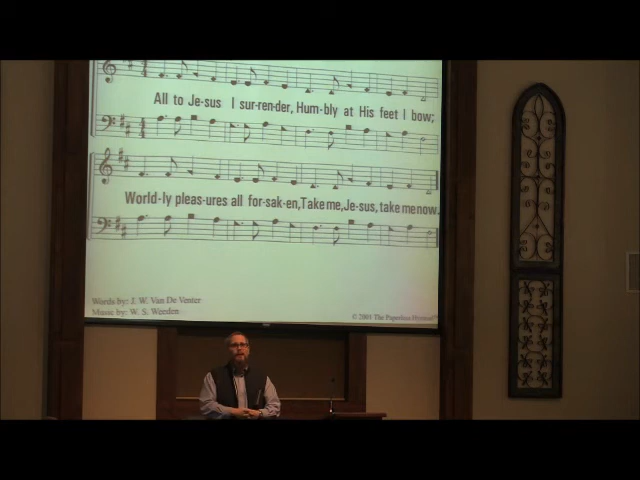 All to Je-sus I sur-ren-der, Hum-bly at His feet I bow;
World-ly pleas-ures all for-sak-en, Take me, Je-sus, take me now.
Words by: J. W. Van De Venter
Music by: W. S. Weeden
© 2001 The Paperless Hymnal™